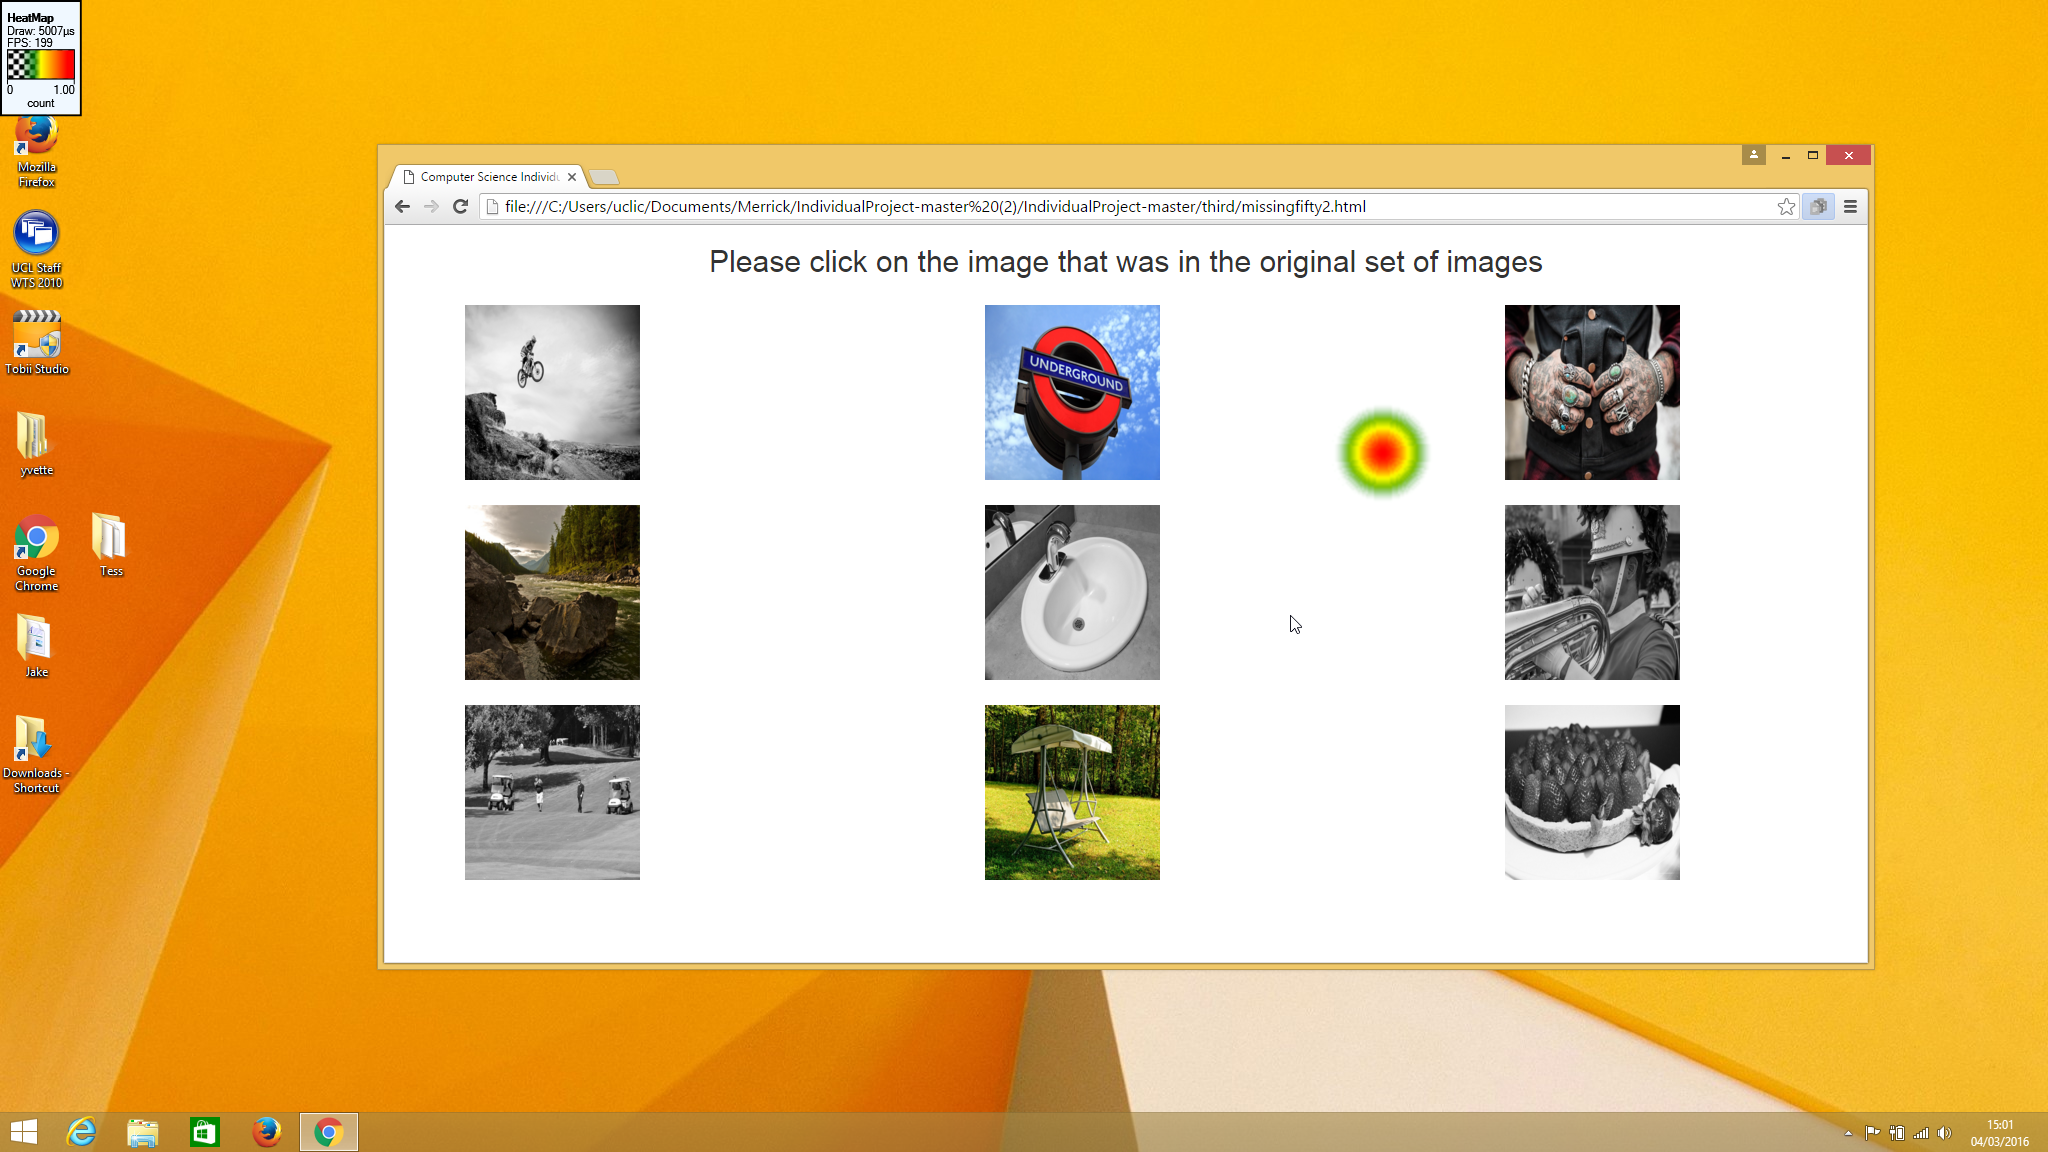 HeatMap
Draw: 5007µs
FPS: 199
0 1.00
count
Mozilla
Firefox
UCL Staff
WTS 2010
Tobii Studio
yvette
Google
Chrome
Tess
Jake
Downloads -
Shortcut
Computer Science Individu
file:///C:/Users/uclic/Documents/Merrick/IndividualProject-master%20(2)/IndividualProject-master/third/missingfifty2.html
Please click on the image that was in the original set of images
UNDERGROUND
15:01
04/03/2016